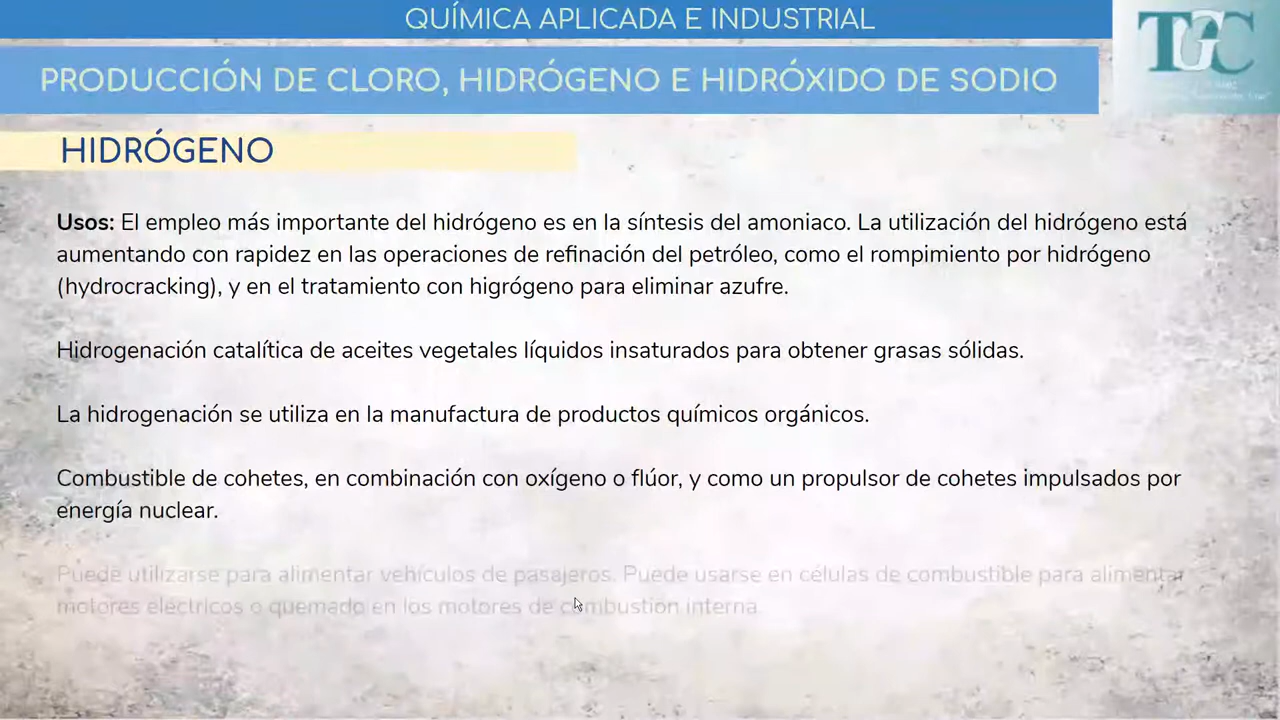 QUÍMICA APLICADA E INDUSTRIAL
TGC
PRODUCCIÓN DE CLORO, HIDRÓGENO E HIDRÓXIDO DE SODIO
HIDRÓGENO
Usos: El empleo más importante del hidrógeno es en la síntesis del amoniaco. La utilización del hidrógeno está
aumentando con rapidez en las operaciones de refinación del petróleo, como el rompimiento por hidrógeno
(hydrocracking), y en el tratamiento con higrógeno para eliminar azufre.
Hidrogenación catalítica de aceites vegetales líquidos insaturados para obtener grasas sólidas.
La hidrogenación se utiliza en la manufactura de productos químicos orgánicos.
Combustible de cohetes, en combinación con oxígeno o flúor, y como un propulsor de cohetes impulsados por
energía nuclear.
Puede utilizarse para alimentar vehículos de pasajeros. Puede usarse en células de combustible para alimentar
motores eléctricos o quemado en los motores de combustión interna.